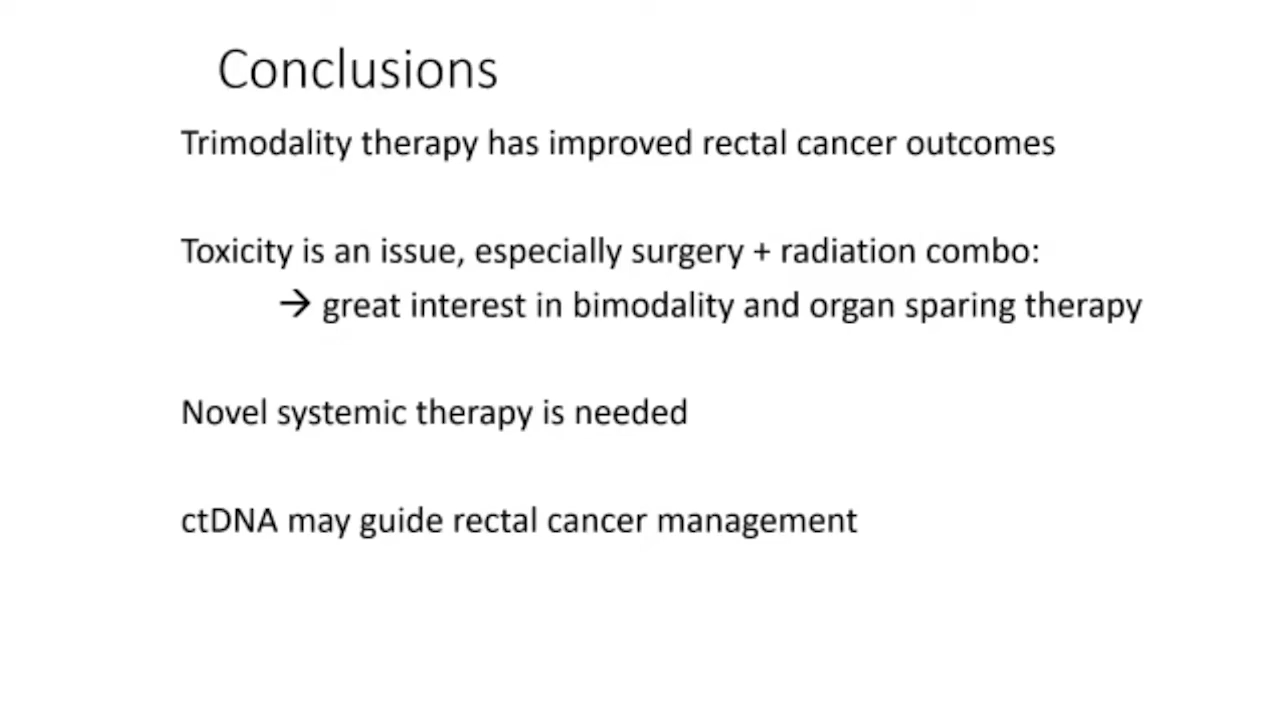 Conclusions
Trimodality therapy has improved rectal cancer outcomes
Toxicity is an issue, especially surgery + radiation combo:
→ great interest in bimodality and organ sparing therapy
Novel systemic therapy is needed
ctDNA may guide rectal cancer management